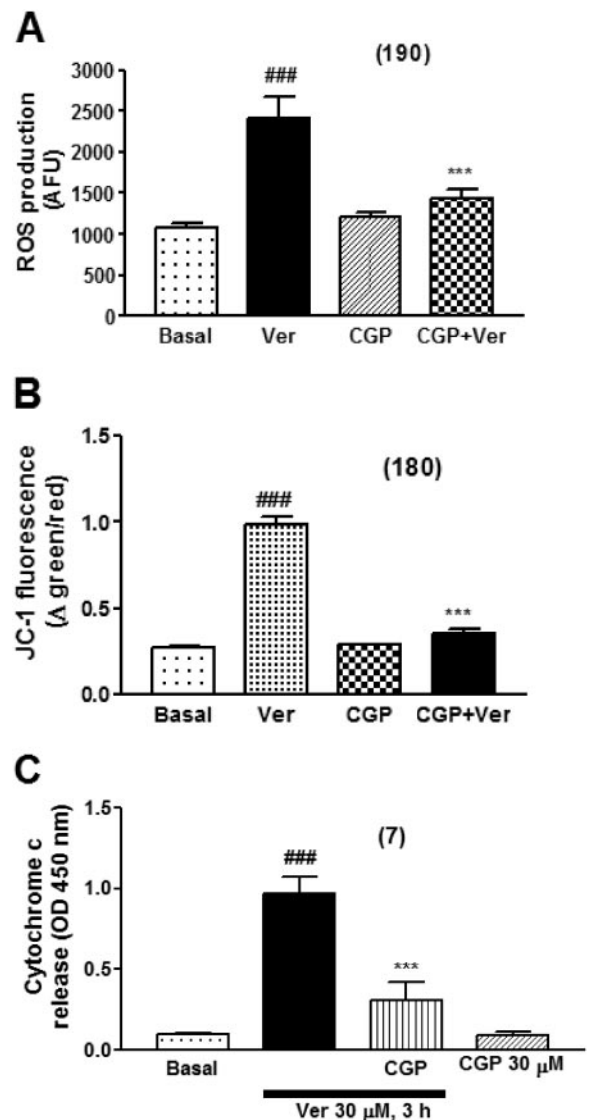 A
(190)
ROS production
(AFU)
3000
2500
2000
1500
1000
500
0
###
***
Basal Ver CGP CGP+Ver
B
(180)
JC-1 fluorescence
(Δ green/red)
1.5
1.0
0.5
0.0
###
***
Basal Ver CGP CGP+Ver
C
(7)
Cytochrome c
release (OD 450 nm)
1.5
1.0
0.5
0.0
###
***
Basal CGP CGP 30 μM
Ver 30 μM, 3 h